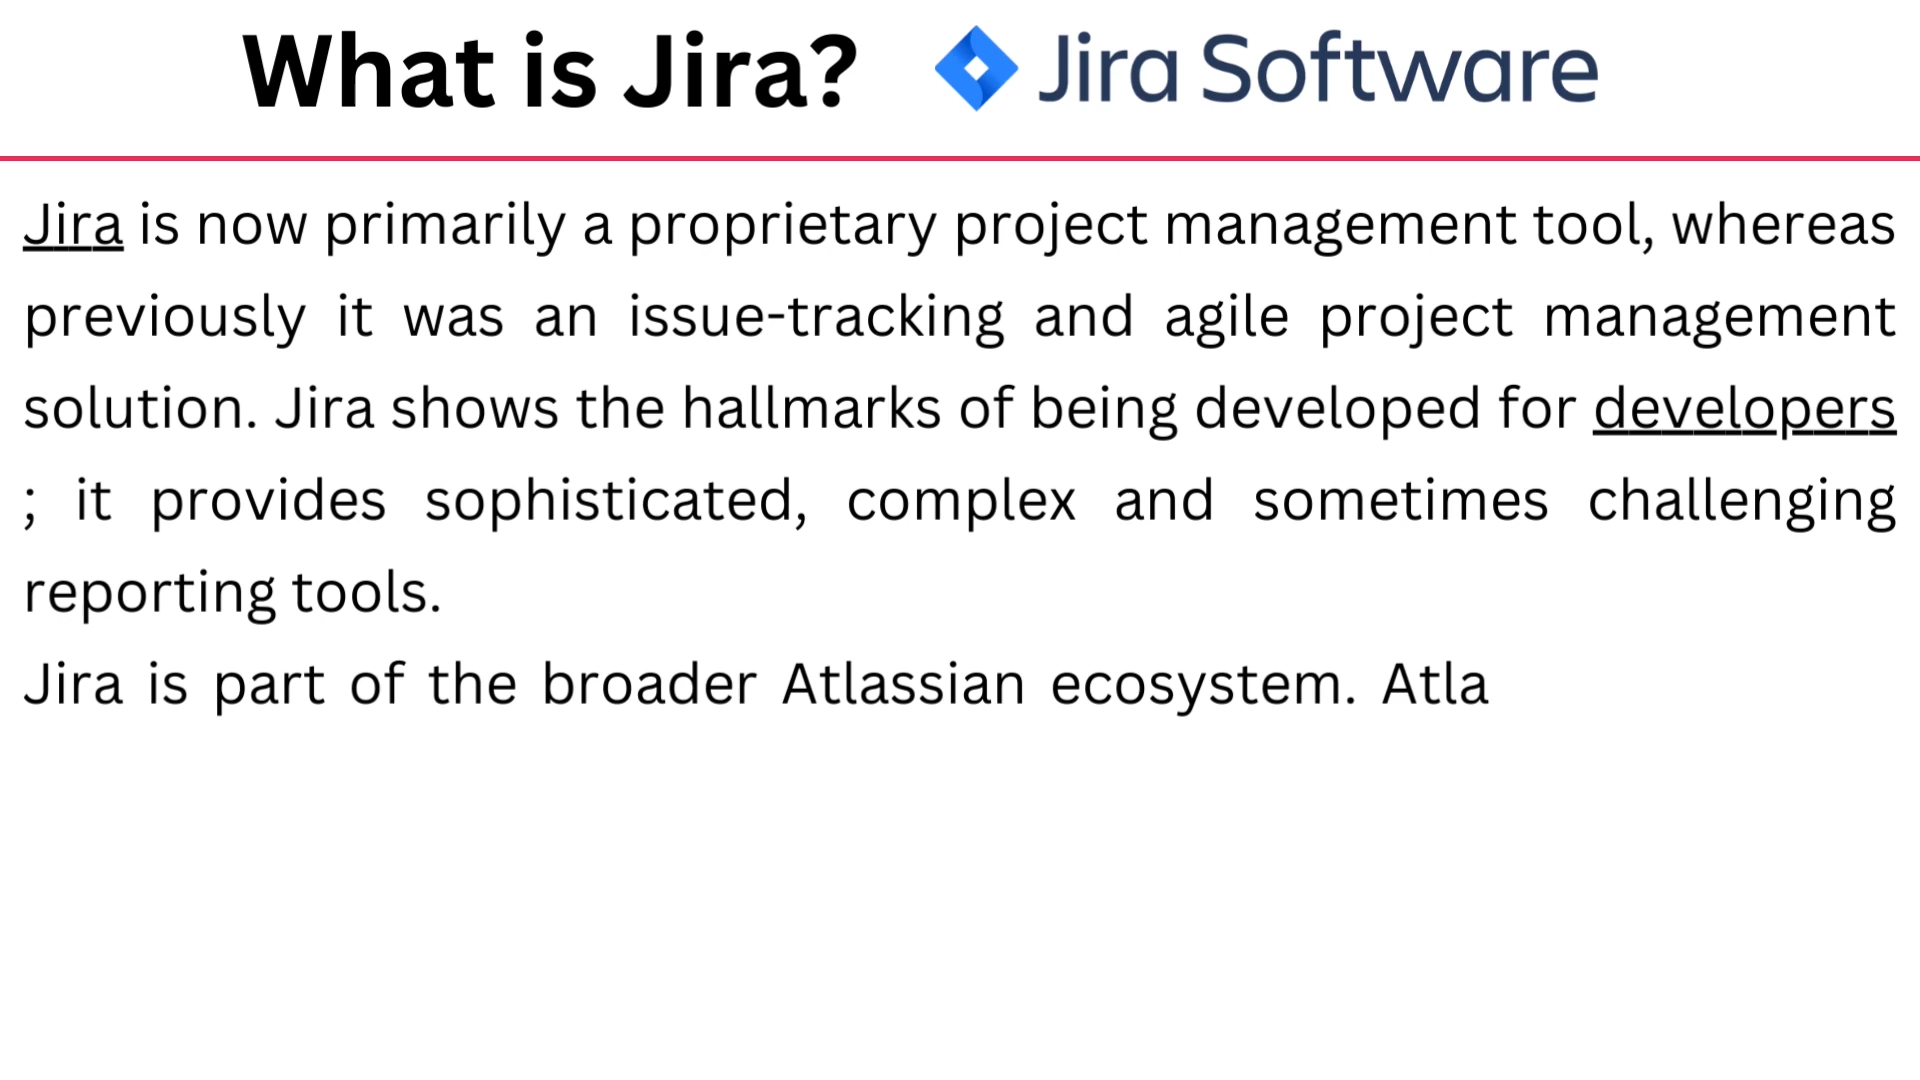 What is Jira? Jira Software
Jira is now primarily a proprietary project management tool, whereas
previously it was an issue-tracking and agile project management
solution. Jira shows the hallmarks of being developed for developers
; it provides sophisticated, complex and sometimes challenging
reporting tools.
Jira is part of the broader Atlassian ecosystem. Atla